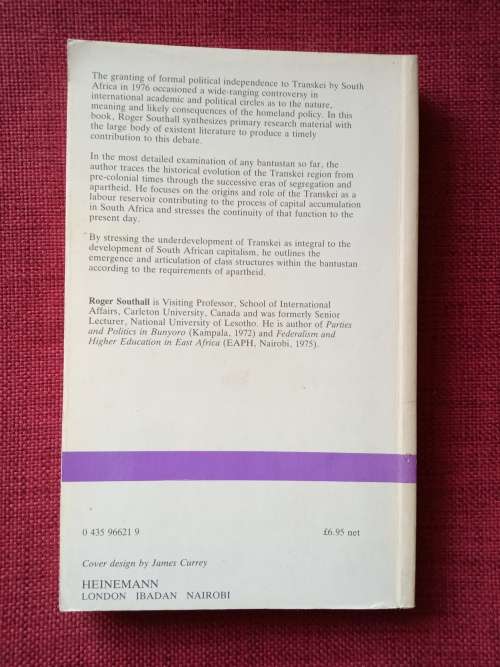 The granting of formal political independence to Transkei by South
Africa in 1976 occasioned a wide-ranging controversy in
international academic and political circles as to the nature,
meaning and likely consequences of the homeland policy. In this
book, Roger Southall synthesizes primary research material with
the large body of existent literature to produce a timely
contribution to this debate.
In the most detailed examination of any bantustan so far, the
author traces the historical evolution of the Transkei region from
pre-colonial times through the successive eras of segregation and
apartheid. He focuses on the origins and role of the Transkei as a
labour reservoir contributing to the process of capital accumulation
in South Africa and stresses the continuity of that function to the
present day.
By stressing the underdevelopment of Transkei as integral to the
development of South African capitalism, he outlines the
emergence and articulation of class structures within the bantustan
according to the requirements of apartheid.
Roger Southall is Visiting Professor, School of International
Affairs, Carleton University, Canada and was formerly Senior
Lecturer, National University of Lesotho. He is author of Parties
and Politics in Bunyoro (Kampala, 1972) and Federalism and
Higher Education in East Africa (EAPH, Nairobi, 1975).
0 435 96621 9 £6.95 net
Cover design by James Currey
HEINEMANN
LONDON IBADAN NAIROBI